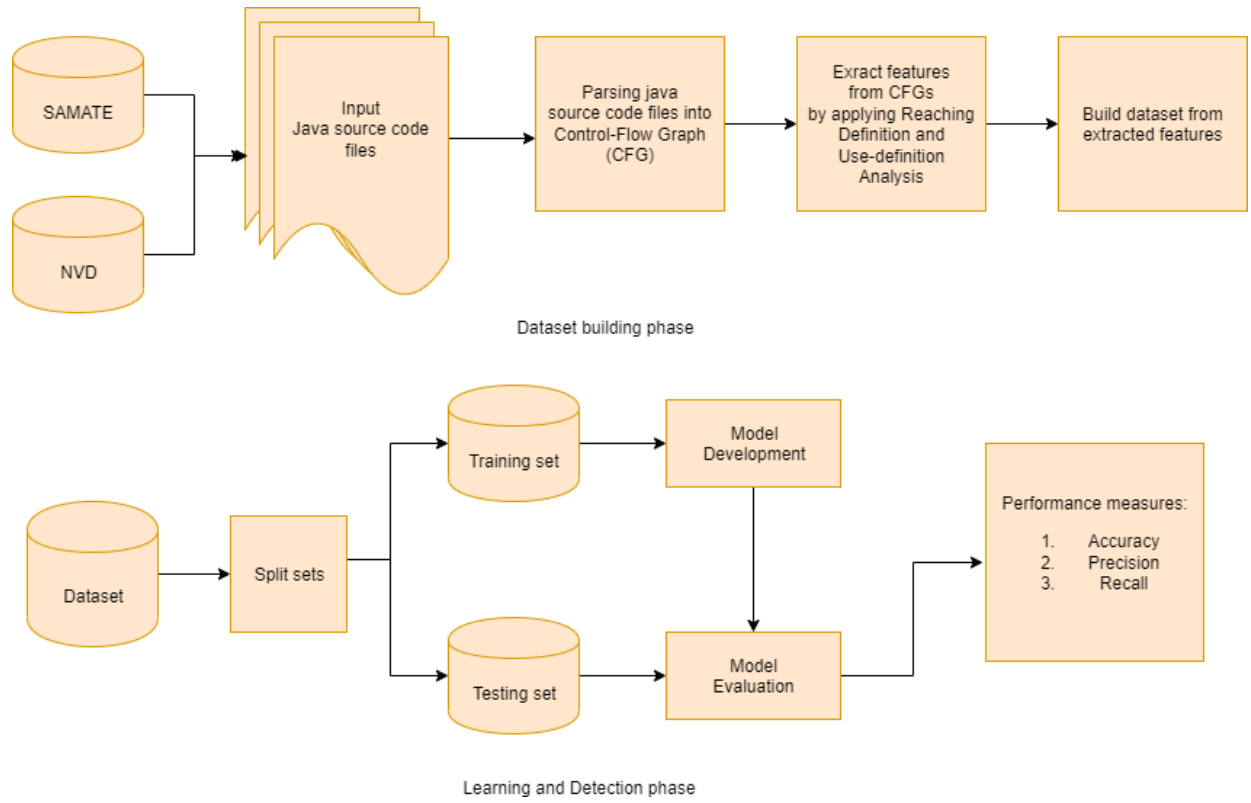 SAMATE
NVD
Input
Java source code
files
Parsing java
source code files into
Control-Flow Graph
(CFG)
Exract features
from CFGs
by applying Reaching
Definition and
Use-definition
Analysis
Build dataset from
extracted features
Dataset building phase
Dataset
Split sets
Training set
Testing set
Model
Development
Model
Evaluation
Performance measures:
1. Accuracy
2. Precision
3. Recall
Learning and Detection phase